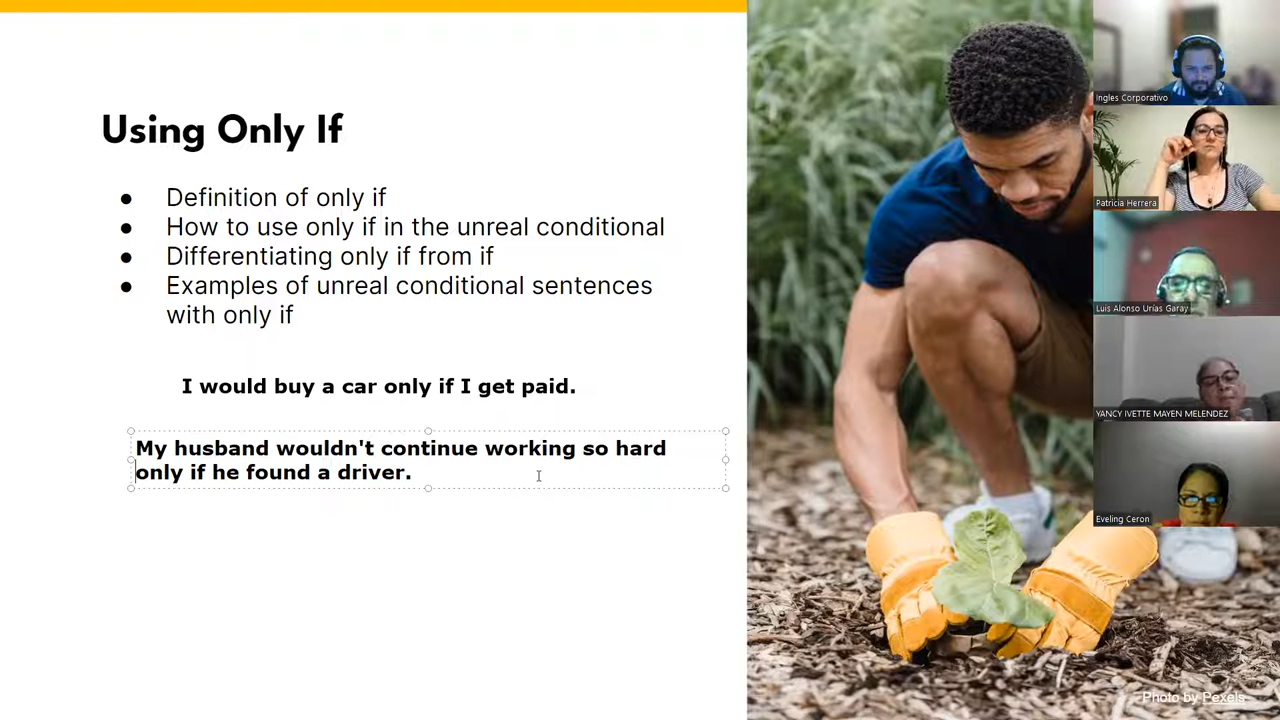 Using Only If
● Definition of only if
● How to use only if in the unreal conditional
● Differentiating only if from if
● Examples of unreal conditional sentences
with only if
I would buy a car only if I get paid.
My husband wouldn't continue working so hard
only if he found a driver.
Ingles Corporativo
Patricia Herrera
Luis Alonso Urías Garay
YANCY IVETTE MAYEN MELENDEZ
Eveling Ceron
Photo by Pexels